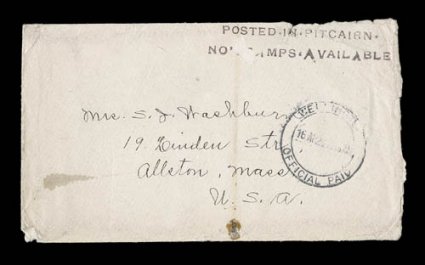 POSTED·IN·PITCAIRN·
NO STAMPS·AVAILABLE
Mrs. S. J. Washburn
19 Linden Str.,
Allston, Mass
U. S. A.
OFFICIAL PAID